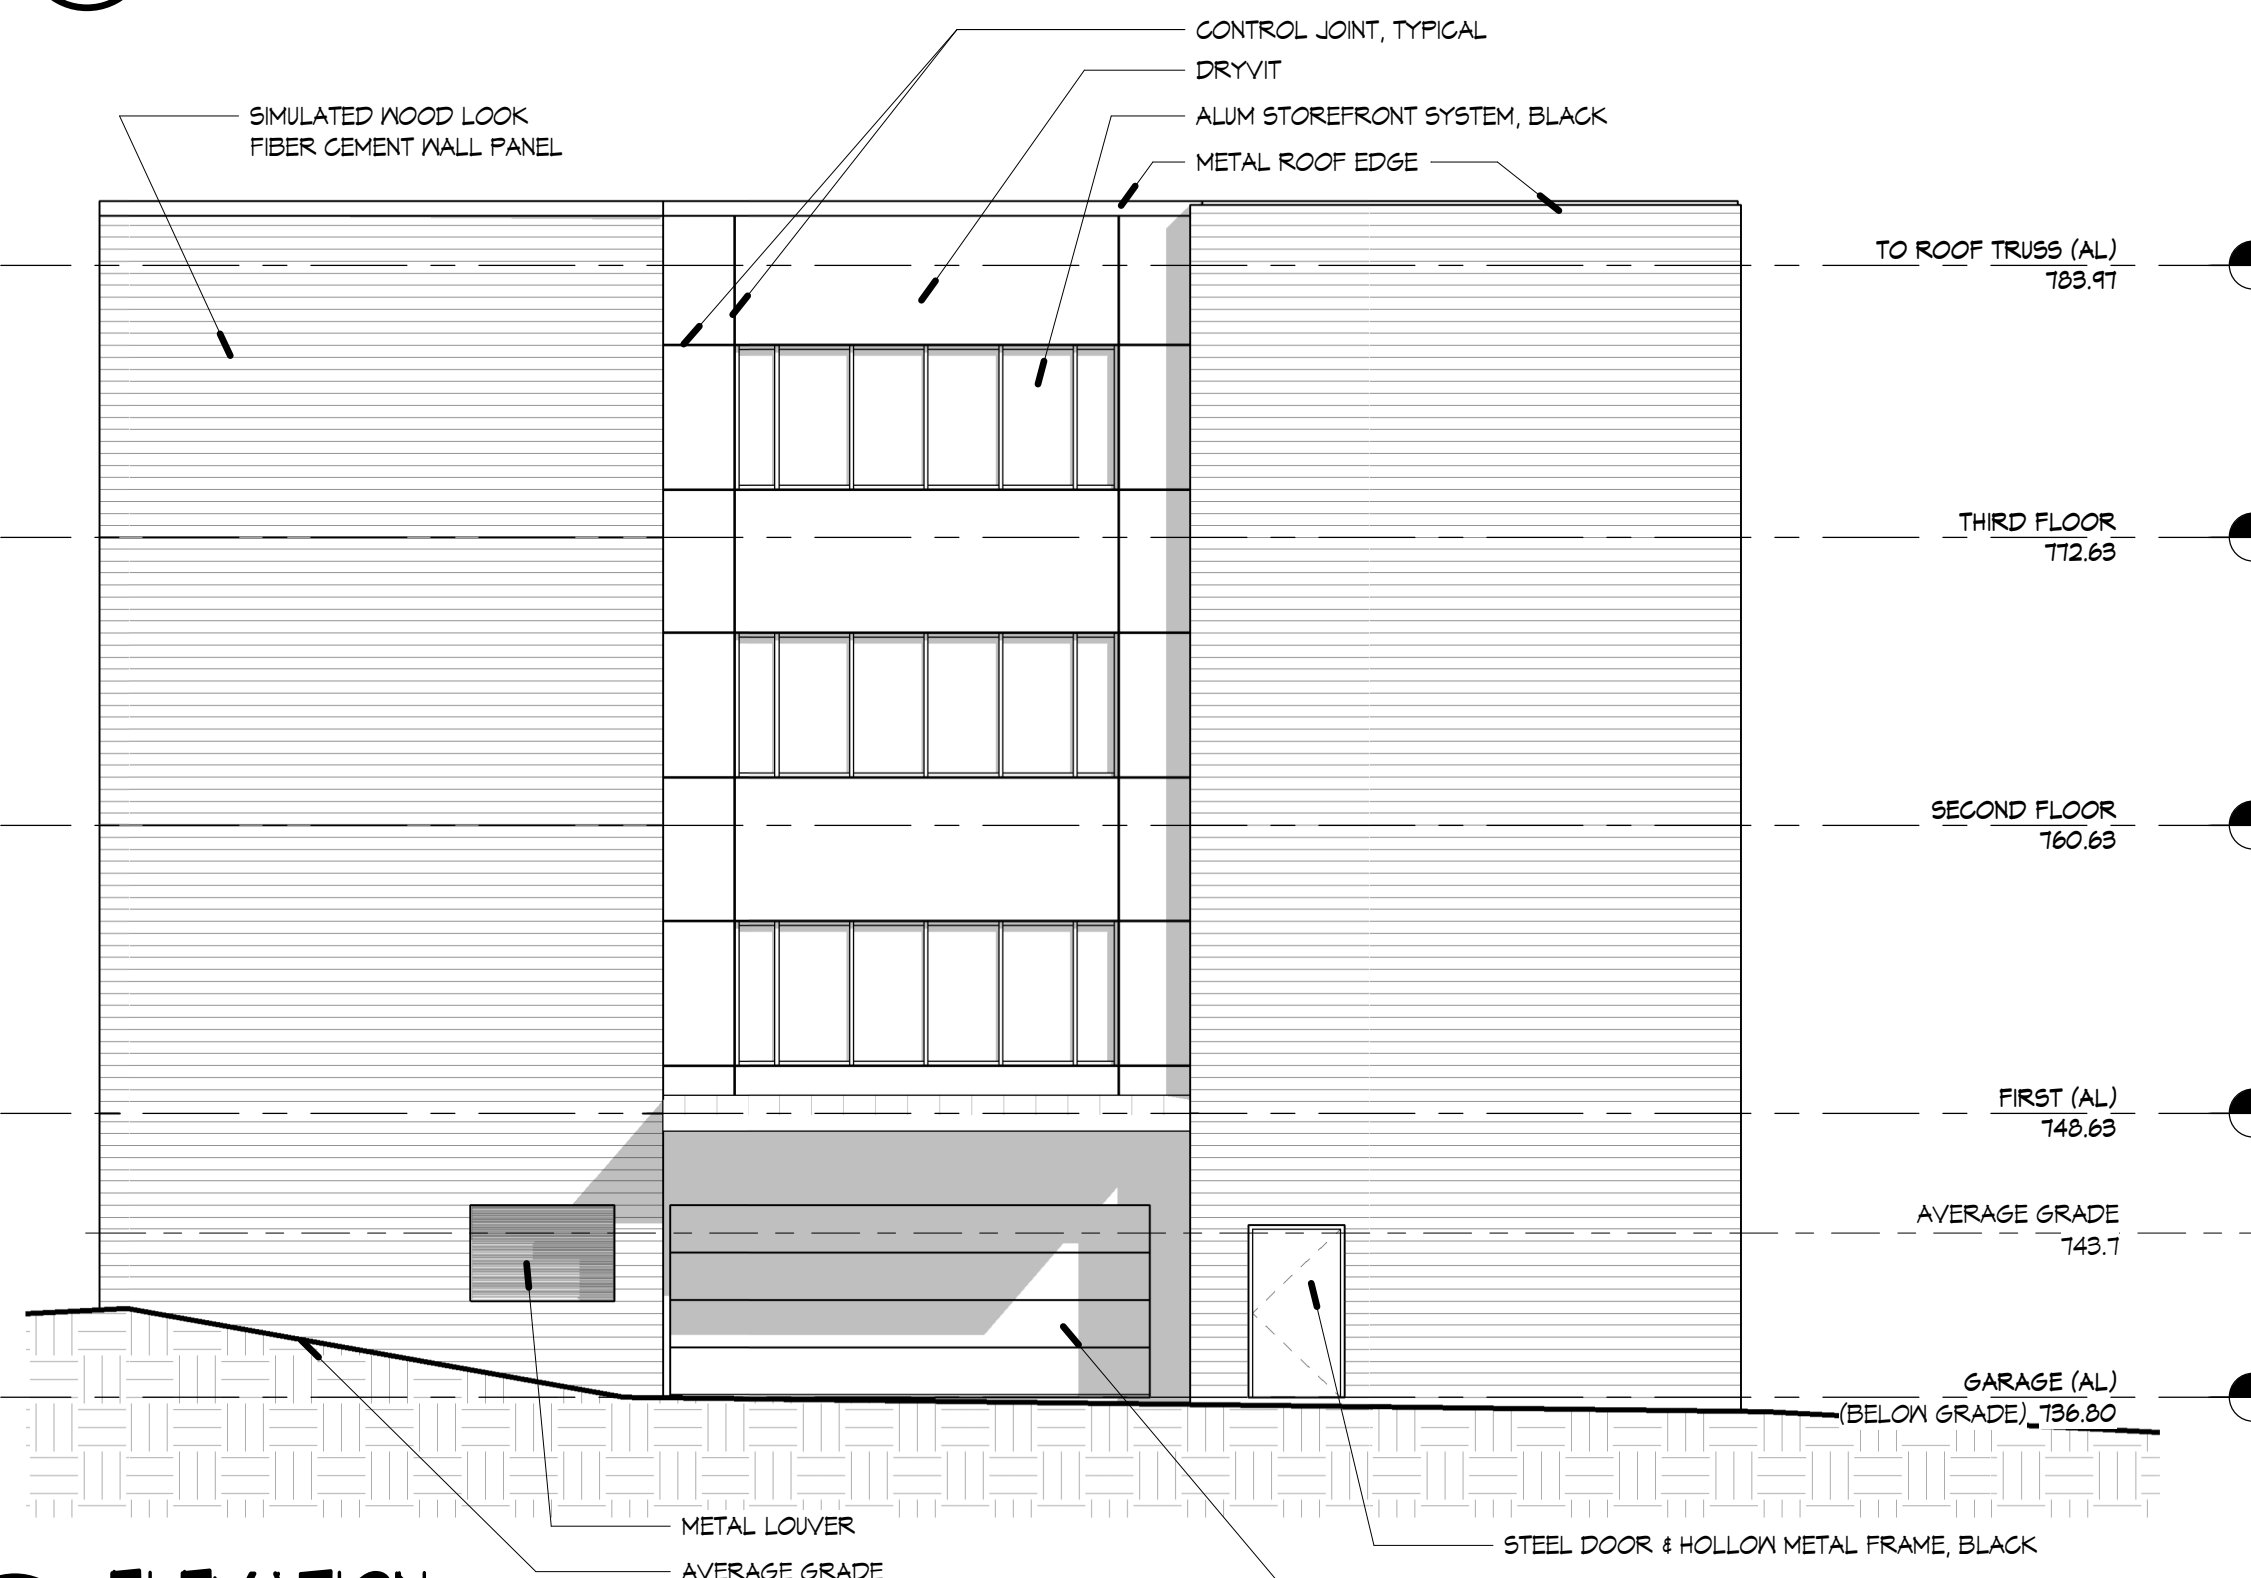 CONTROL JOINT, TYPICAL
DRYVIT
ALUM STOREFRONT SYSTEM, BLACK
METAL ROOF EDGE
SIMULATED WOOD LOOK
FIBER CEMENT WALL PANEL
TO ROOF TRUSS (AL)
783.97
THIRD FLOOR
772.63
SECOND FLOOR
760.63
FIRST (AL)
748.63
AVERAGE GRADE
743.7
GARAGE (AL)
(BELOW GRADE) 736.80
METAL LOUVER
STEEL DOOR & HOLLOW METAL FRAME, BLACK
AVERAGE GRADE
ELEVATION